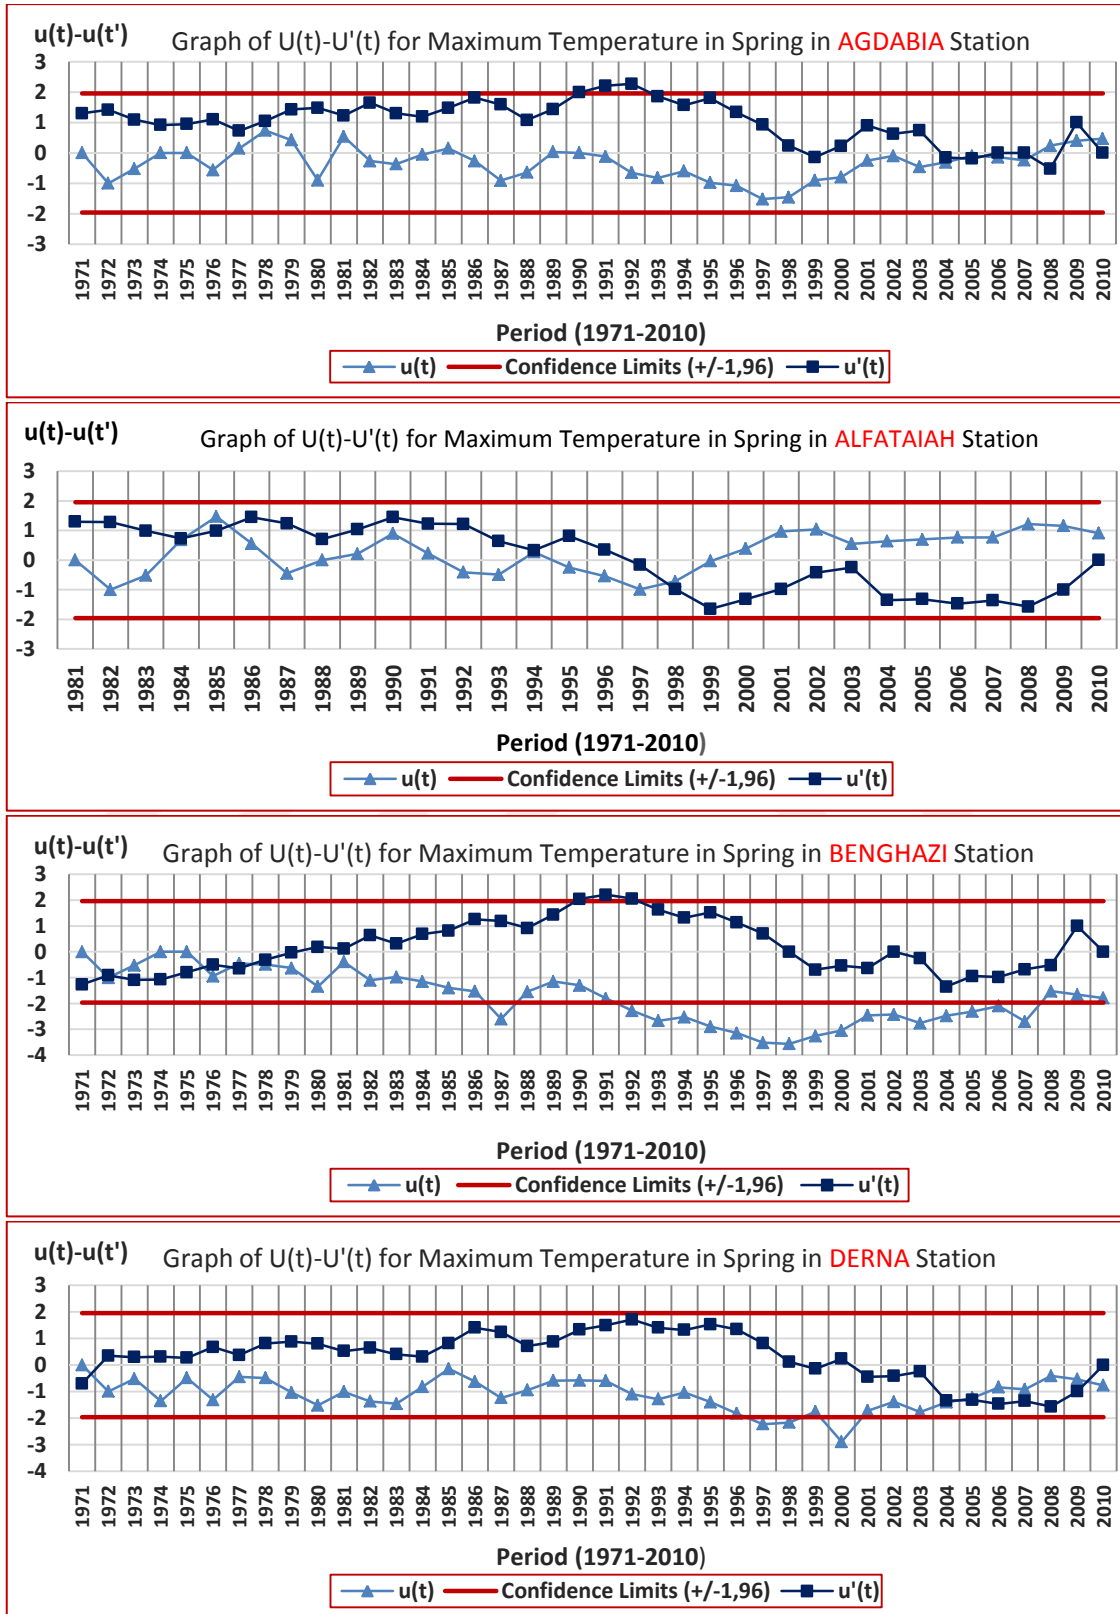 u(t)-u(t')
Graph of U(t)-U'(t) for Maximum Temperature in Spring in AGDABIA Station
3
2
1
0
-1
-2
-3
1971 1972 1973 1974 1975 1976 1977 1978 1979 1980 1981 1982 1983 1984 1985 1986 1987 1988 1989 1990 1991 1992 1993 1994 1995 1996 1997 1998 1999 2000 2001 2002 2003 2004 2005 2006 2007 2008 2009 2010
Period (1971-2010)
u(t) Confidence Limits (+/-1,96) u'(t)
u(t)-u(t')
Graph of U(t)-U'(t) for Maximum Temperature in Spring in ALFATAIAH Station
3
2
1
0
-1
-2
-3
1981 1982 1983 1984 1985 1986 1987 1988 1989 1990 1991 1992 1993 1994 1995 1996 1997 1998 1999 2000 2001 2002 2003 2004 2005 2006 2007 2008 2009 2010
Period (1971-2010)
u(t) Confidence Limits (+/-1,96) u'(t)
u(t)-u(t')
Graph of U(t)-U'(t) for Maximum Temperature in Spring in BENGHAZI Station
3
2
1
0
-1
-2
-3
-4
1971 1972 1973 1974 1975 1976 1977 1978 1979 1980 1981 1982 1983 1984 1985 1986 1987 1988 1989 1990 1991 1992 1993 1994 1995 1996 1997 1998 1999 2000 2001 2002 2003 2004 2005 2006 2007 2008 2009 2010
Period (1971-2010)
u(t) Confidence Limits (+/-1,96) u'(t)
u(t)-u(t')
Graph of U(t)-U'(t) for Maximum Temperature in Spring in DERNA Station
3
2
1
0
-1
-2
-3
-4
1971 1972 1973 1974 1975 1976 1977 1978 1979 1980 1981 1982 1983 1984 1985 1986 1987 1988 1989 1990 1991 1992 1993 1994 1995 1996 1997 1998 1999 2000 2001 2002 2003 2004 2005 2006 2007 2008 2009 2010
Period (1971-2010)
u(t) Confidence Limits (+/-1,96) u'(t)